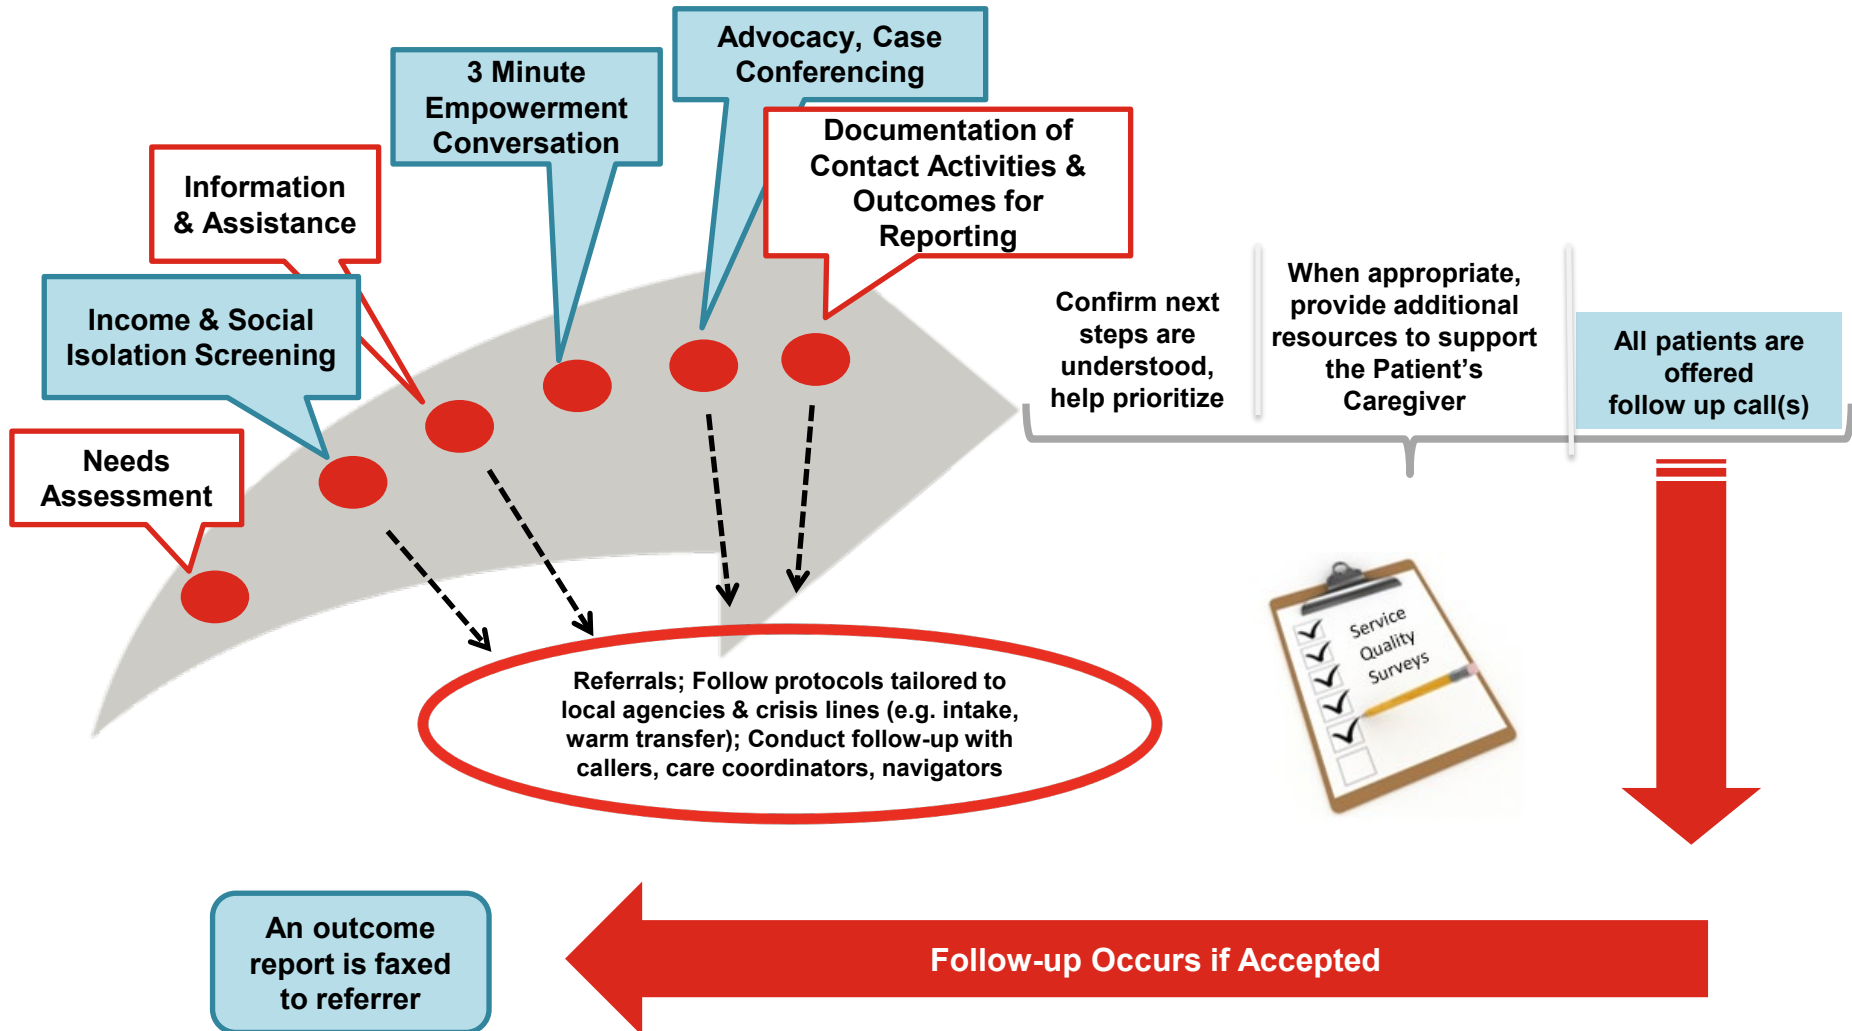 Needs
Assessment
Income & Social
Isolation Screening
Information
& Assistance
3 Minute
Empowerment
Conversation
Advocacy, Case
Conferencing
Documentation of
Contact Activities &
Outcomes for
Reporting
Confirm next
steps are
understood,
help prioritize
When appropriate,
provide additional
resources to support
the Patient’s
Caregiver
All patients are
offered
follow up call(s)
Referrals; Follow protocols tailored to
local agencies & crisis lines (e.g. intake,
warm transfer); Conduct follow-up with
callers, care coordinators, navigators
Service
Quality
Surveys
Follow-up Occurs if Accepted
An outcome
report is faxed
to referrer